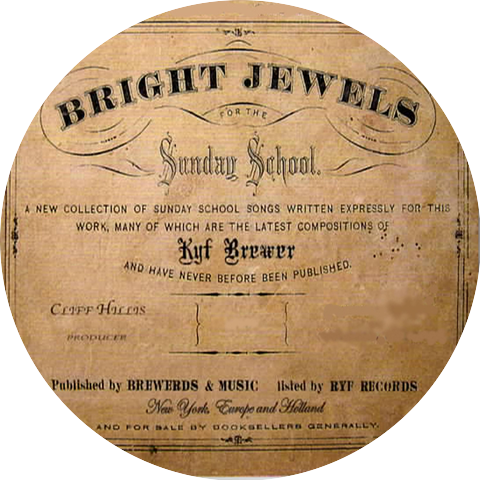 BRIGHT JEWELS
FOR THE
Sunday School.
A NEW COLLECTION OF SUNDAY SCHOOL SONGS WRITTEN EXPRESSLY FOR THIS
WORK, MANY OF WHICH ARE THE LATEST COMPOSITIONS OF
Kyf Brewer
AND HAVE NEVER BEFORE BEEN PUBLISHED.
CLIFF HILLIS
PRODUCER
Published by BREWERDS & MUSIC listed by RYF RECORDS
New York, Europe and Holland
AND FOR SALE BY BOOKSELLERS GENERALLY.